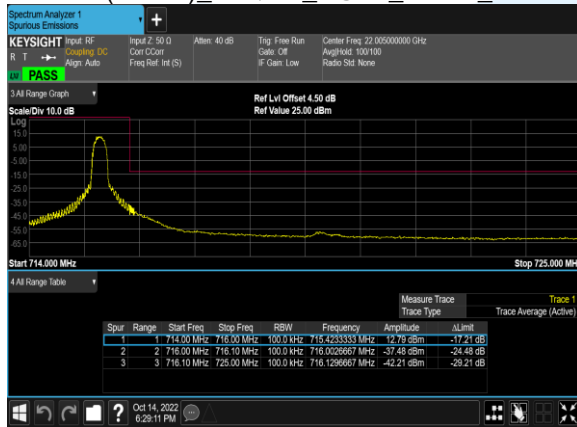 Spectrum Analyzer 1
Spurious Emissions
+
KEYSIGHT Input: RF
R T Coupling: DC
Align: Auto
Input Z: 50 Ω
Corr CCorr
Freq Ref: Int (S)
Atten: 40 dB
Trig: Free Run
Gate: Off
IF Gain: Low
Center Freq: 22.005000000 GHz
Avg|Hold: 100/100
Radio Std: None
PASS
3 All Range Graph
Scale/Div 10.0 dB
Ref Lvl Offset 4.50 dB
Ref Value 25.00 dBm
Log
15.0
5.00
-5.00
-15.0
-25.0
-35.0
-45.0
-55.0
-65.0
Start 714.000 MHz
Stop 725.000 MH
4 All Range Table
Measure Trace Trace 1
Trace Type Trace Average (Active)
Spur Range Start Freq Stop Freq RBW Frequency Amplitude ΔLimit
1 1 714.00 MHz 716.00 MHz 100.0 kHz 715.4233333 MHz 12.79 dBm -17.21 dB
2 2 716.00 MHz 716.10 MHz 100.0 kHz 716.0026667 MHz -37.48 dBm -24.48 dB
3 3 716.10 MHz 725.00 MHz 100.0 kHz 716.1296667 MHz -42.21 dBm -29.21 dB
?
Oct 14, 2022
6:29:11 PM